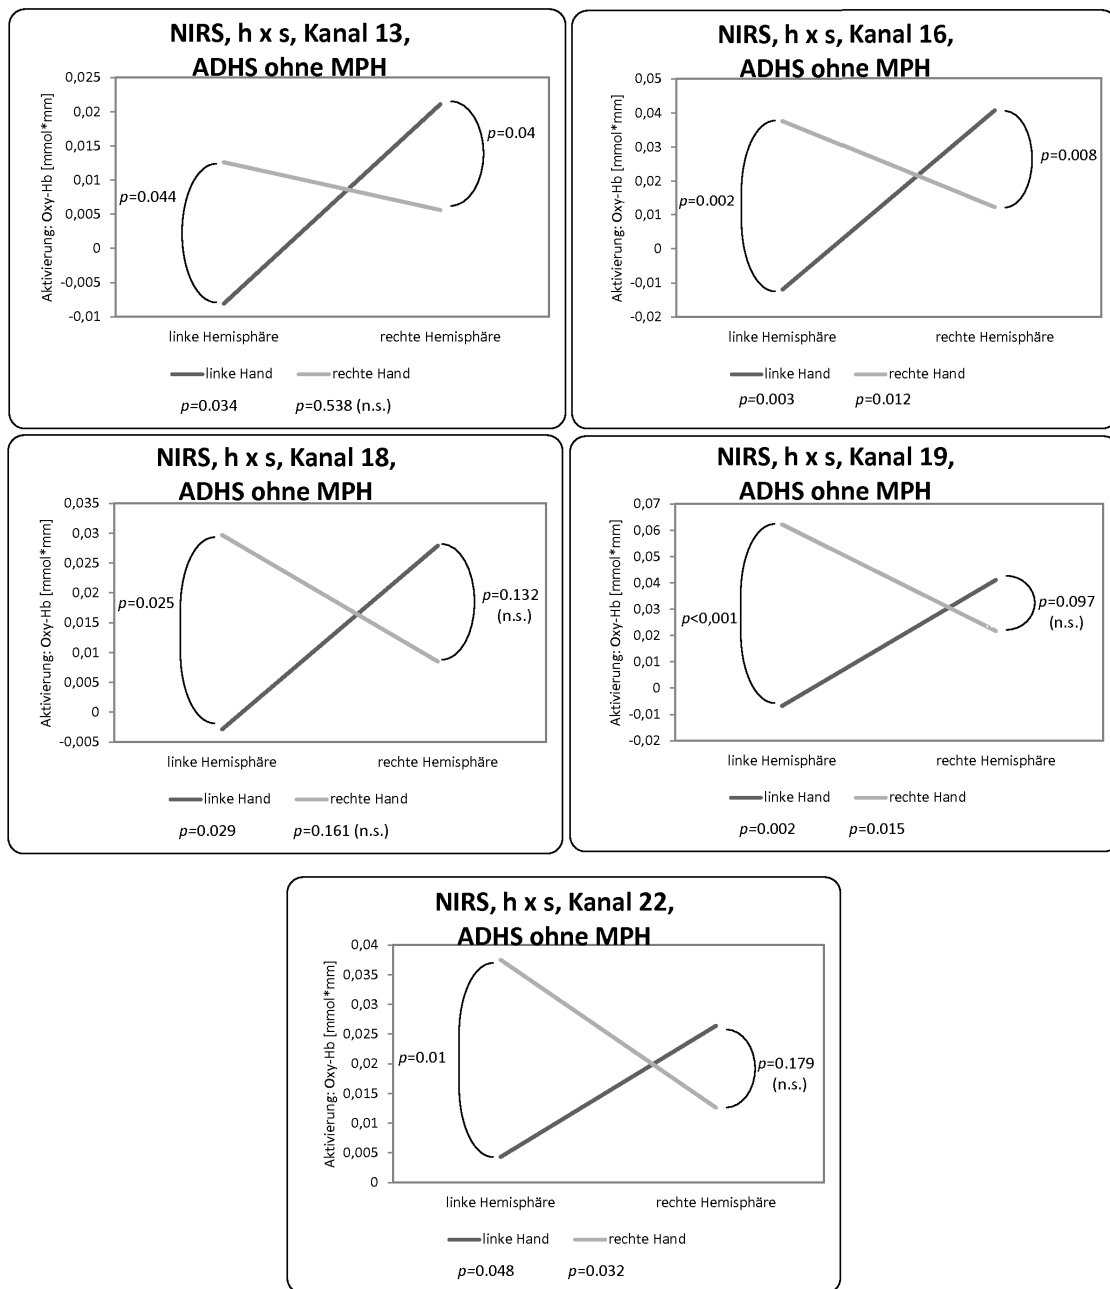 NIRS, h x s, Kanal 13,
ADHS ohne MPH
Aktivierung: Oxy-Hb [mmol*mm]
0,025
0,02
0,015
0,01
0,005
0
-0,005
-0,01
p=0.044
p=0.04
linke Hemisphäre rechte Hemisphäre
linke Hand rechte Hand
p=0.034 p=0.538 (n.s.)
NIRS, h x s, Kanal 16,
ADHS ohne MPH
Aktivierung: Oxy-Hb [mmol*mm]
0,05
0,04
0,03
0,02
0,01
0
-0,01
-0,02
p=0.002
p=0.008
linke Hemisphäre rechte Hemisphäre
linke Hand rechte Hand
p=0.003 p=0.012
NIRS, h x s, Kanal 18,
ADHS ohne MPH
Aktivierung: Oxy-Hb [mmol*mm]
0,035
0,03
0,025
0,02
0,015
0,01
0,005
0
-0,005
p=0.025
p=0.132
(n.s.)
linke Hemisphäre rechte Hemisphäre
linke Hand rechte Hand
p=0.029 p=0.161 (n.s.)
NIRS, h x s, Kanal 19,
ADHS ohne MPH
Aktivierung: Oxy-Hb [mmol*mm]
0,07
0,06
0,05
0,04
0,03
0,02
0,01
0
-0,01
-0,02
p<0,001
p=0.097
(n.s.)
linke Hemisphäre rechte Hemisphäre
linke Hand rechte Hand
p=0.002 p=0.015
NIRS, h x s, Kanal 22,
ADHS ohne MPH
Aktivierung: Oxy-Hb [mmol*mm]
0,04
0,035
0,03
0,025
0,02
0,015
0,01
0,005
0
p=0.01
p=0.179
(n.s.)
linke Hemisphäre rechte Hemisphäre
linke Hand rechte Hand
p=0.048 p=0.032